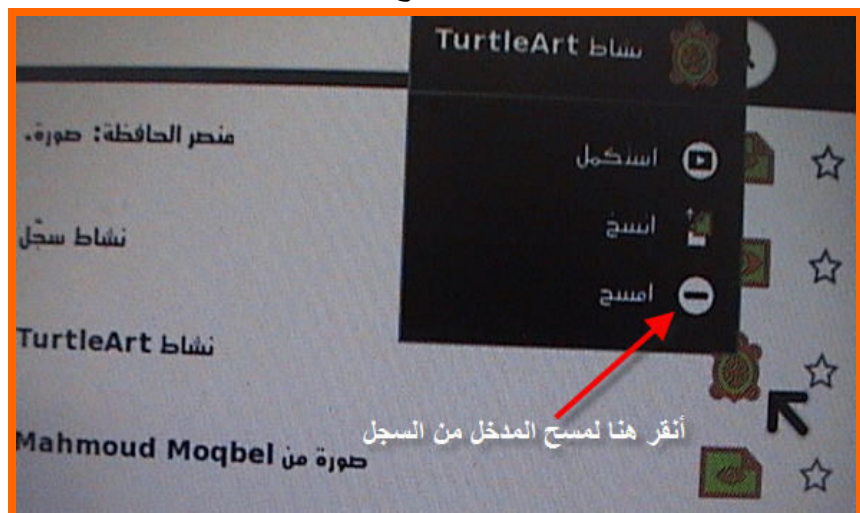 نشاط TurtleArt
استكمل
انسخ
امسح
منصر الحافظة: صورة.
نشاط سجّل
نشاط TurtleArt
أنقر هنا لمسح المدخل من السجل
صورة من Mahmoud Moqbel